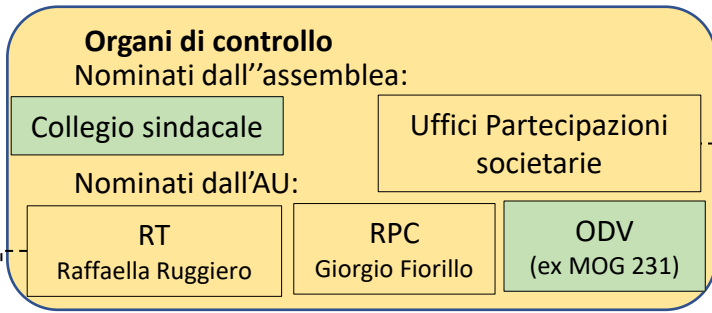 Organi di controllo
Nominati dall''assemblea:
Collegio sindacale
Uffici Partecipazioni
societarie
Nominati dall'AU:
RT
Raffaella Ruggiero
RPC
Giorgio Fiorillo
ODV
(ex MOG 231)